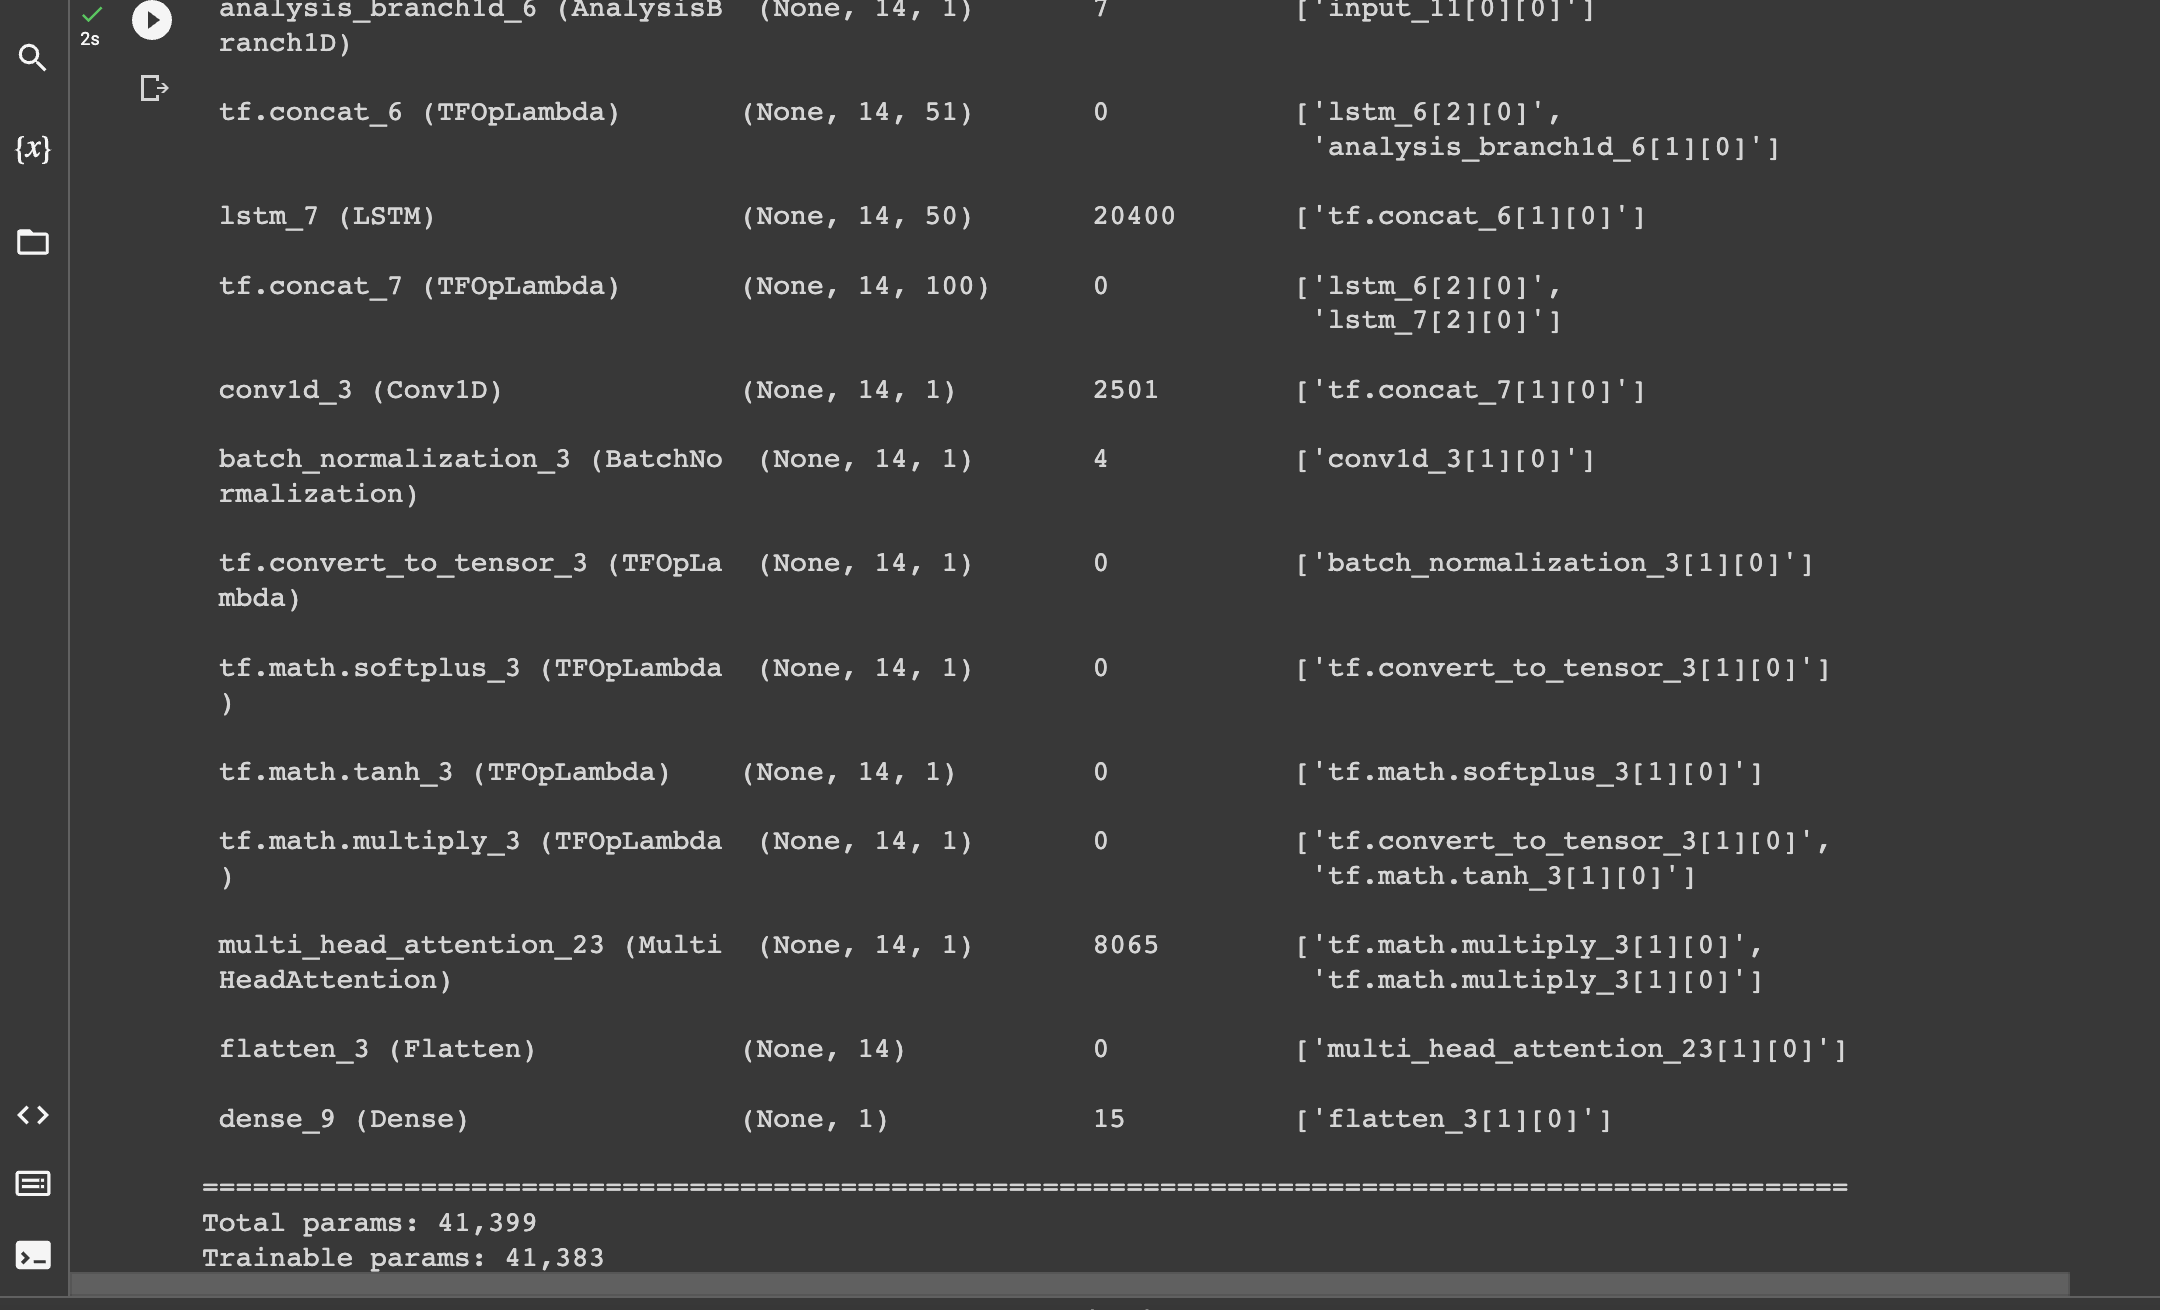 analysis_branch1d_6 (AnalysisB  (None, 14, 1)  7  ['input_11[0][0]']
2s
ranch1D)
{x}
tf.concat_6 (TFOpLambda)  (None, 14, 51)  0  ['lstm_6[2][0]',
'analysis_branch1d_6[1][0]']
lstm_7 (LSTM)  (None, 14, 50)  20400  ['tf.concat_6[1][0]']
tf.concat_7 (TFOpLambda)  (None, 14, 100)  0  ['lstm_6[2][0]',
'lstm_7[2][0]']
conv1d_3 (Conv1D)  (None, 14, 1)  2501  ['tf.concat_7[1][0]']
batch_normalization_3 (BatchNo  (None, 14, 1)  4  ['conv1d_3[1][0]']
rmalization)
tf.convert_to_tensor_3 (TFOpLa  (None, 14, 1)  0  ['batch_normalization_3[1][0]']
mbda)
tf.math.softplus_3 (TFOpLambda  (None, 14, 1)  0  ['tf.convert_to_tensor_3[1][0]']
)
tf.math.tanh_3 (TFOpLambda)  (None, 14, 1)  0  ['tf.math.softplus_3[1][0]']
tf.math.multiply_3 (TFOpLambda  (None, 14, 1)  0  ['tf.convert_to_tensor_3[1][0]',
)  'tf.math.tanh_3[1][0]']
multi_head_attention_23 (Multi  (None, 14, 1)  8065  ['tf.math.multiply_3[1][0]',
HeadAttention)  'tf.math.multiply_3[1][0]']
flatten_3 (Flatten)  (None, 14)  0  ['multi_head_attention_23[1][0]']
dense_9 (Dense)  (None, 1)  15  ['flatten_3[1][0]']
==================================================================================================
Total params: 41,399
Trainable params: 41,383